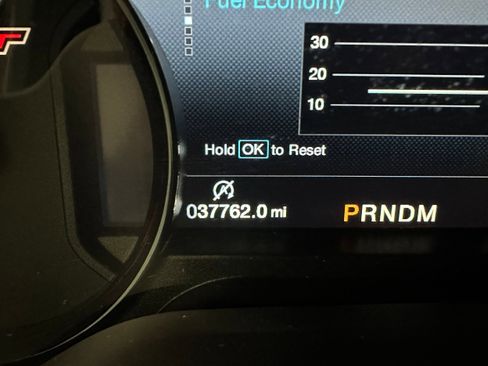 Fuel Economy
30
20
10
Hold OK to Reset
A
037762.0 mi
PRNDM